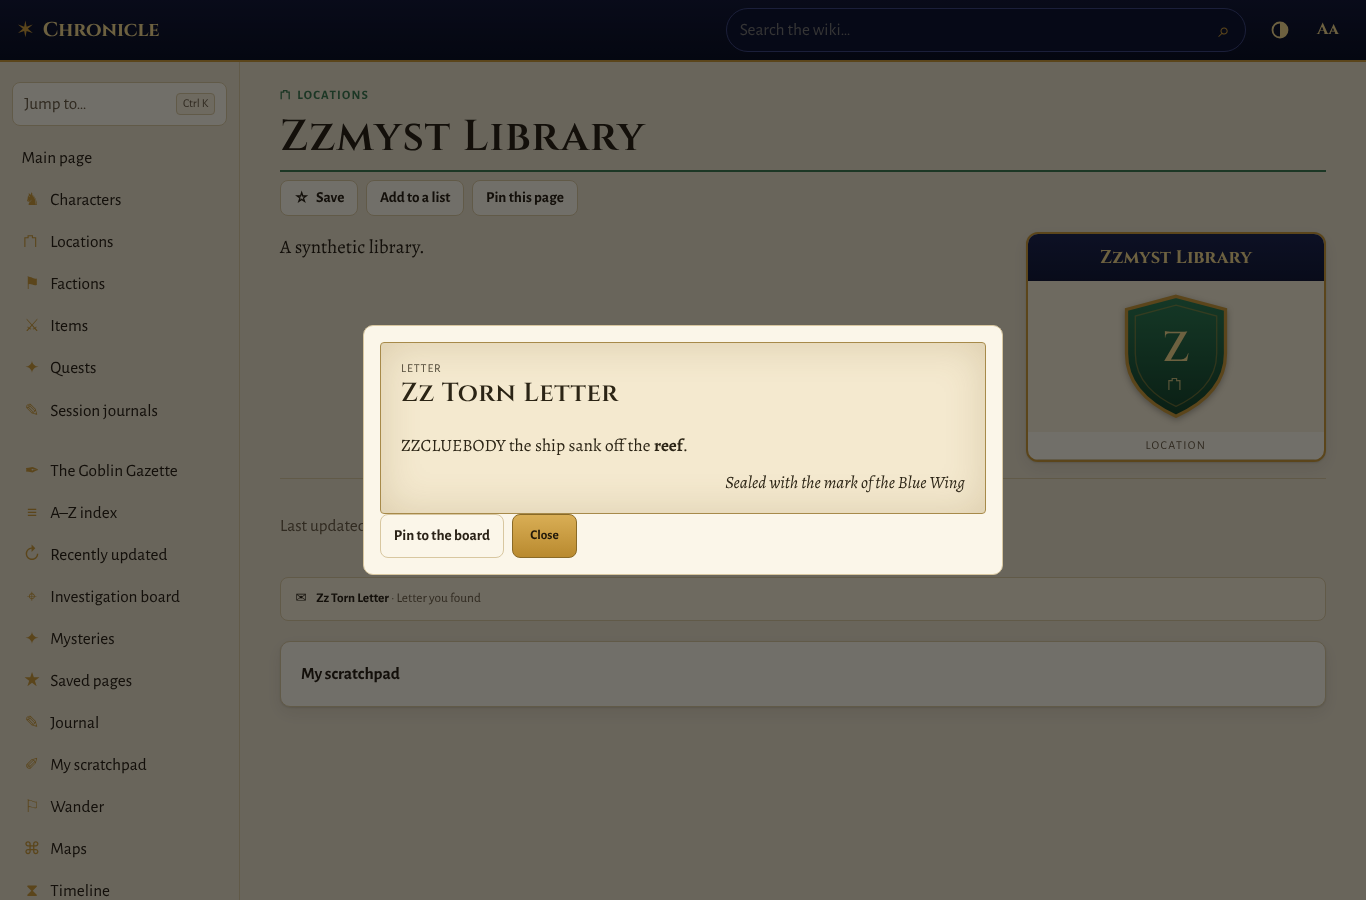 Chronicle
Search the wiki...
Aa
Jump to...
Ctrl K
Main page
Characters
Locations
Factions
Items
Quests
Session journals
The Goblin Gazette
A–Z index
Recently updated
Investigation board
Mysteries
Saved pages
Journal
My scratchpad
Wander
Maps
Timeline
LOCATIONS
Zzmyst Library
Save
Add to a list
Pin this page
A synthetic library.
Zzmyst Library
Z
LOCATION
LETTER
Zz Torn Letter
ZZCLUEBODY the ship sank off the reef.
Sealed with the mark of the Blue Wing
Pin to the board
Close
Last updated
Zz Torn Letter · Letter you found
My scratchpad